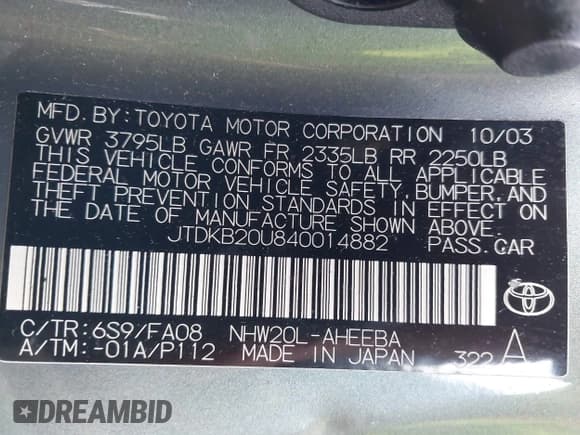 MFD. BY: TOYOTA MOTOR CORPORATION 10/03
GVWR 3795LB GAWR FR 2335LB RR 2250LB
THIS VEHICLE CONFORMS TO ALL APPLICABLE
FEDERAL MOTOR VEHICLE SAFETY, BUMPER, AND
THEFT PREVENTION STANDARDS IN EFFECT ON
THE DATE OF MANUFACTURE SHOWN ABOVE.
JTDKB20U840014882 PASS. CAR
C/TR: 6S9/FA08 NHW20L-AHEEBA
A/TM: -01A/P112 MADE IN JAPAN 322 A
DREAMBID